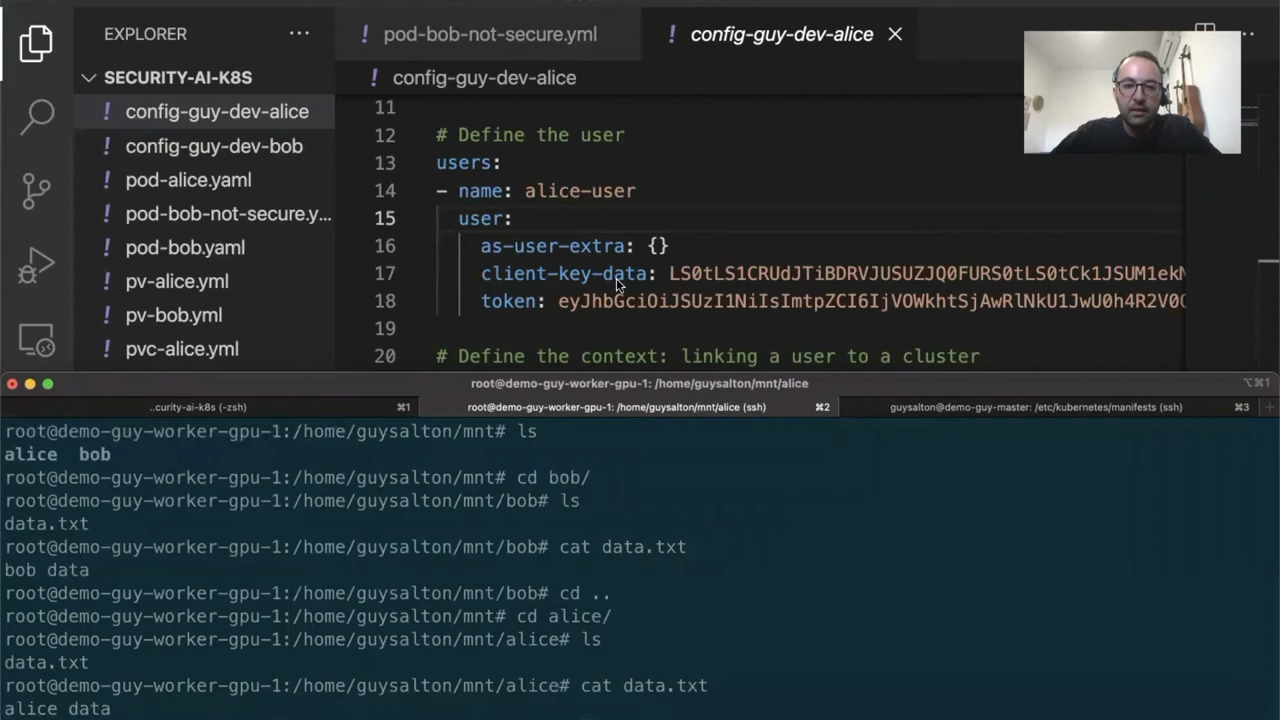 EXPLORER
SECURITY-AI-K8S
config-guy-dev-alice
config-guy-dev-bob
pod-alice.yaml
pod-bob-not-secure.y...
pod-bob.yaml
pv-alice.yml
pv-bob.yml
pvc-alice.yml
pod-bob-not-secure.yml
config-guy-dev-alice
config-guy-dev-alice
11
12 # Define the user
13 users:
14 - name: alice-user
15 user:
16 as-user-extra: {}
17 client-key-data: LS0tLS1CRUdJTiBDRVJUSUZJQ0FURS0tLS0tCk1JSUM1ekN
18 token: eyJhbGciOiJSUzI1NiIsImtpZCI6IjVOWkhtSjAwRlNkU1JwU0h4R2V0
19
20 # Define the context: linking a user to a cluster
root@demo-guy-worker-gpu-1: /home/guysalton/mnt/alice
⌥⌘1
..curity-ai-k8s (-zsh) ⌘1
root@demo-guy-worker-gpu-1: /home/guysalton/mnt/alice (ssh) ⌘2
guysalton@demo-guy-master: /etc/kubernetes/manifests (ssh) ⌘3
root@demo-guy-worker-gpu-1:/home/guysalton/mnt# ls
alice bob
root@demo-guy-worker-gpu-1:/home/guysalton/mnt# cd bob/
root@demo-guy-worker-gpu-1:/home/guysalton/mnt/bob# ls
data.txt
root@demo-guy-worker-gpu-1:/home/guysalton/mnt/bob# cat data.txt
bob data
root@demo-guy-worker-gpu-1:/home/guysalton/mnt/bob# cd ..
root@demo-guy-worker-gpu-1:/home/guysalton/mnt# cd alice/
root@demo-guy-worker-gpu-1:/home/guysalton/mnt/alice# ls
data.txt
root@demo-guy-worker-gpu-1:/home/guysalton/mnt/alice# cat data.txt
alice data